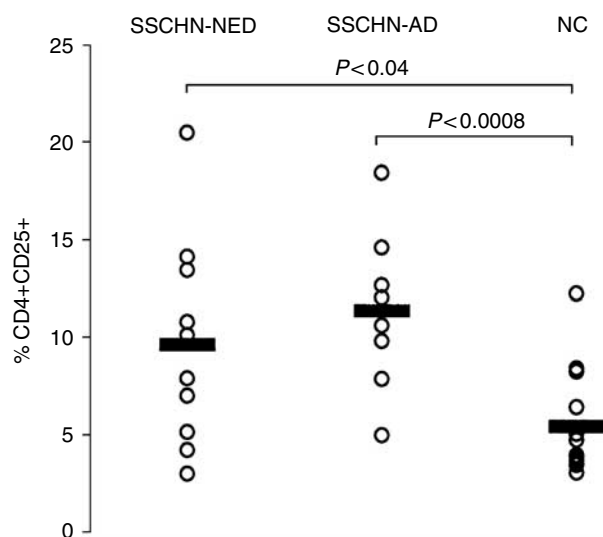 SSCHN-NED SSCHN-AD NC
25
P<0.04
P<0.0008
20
15
% CD4+CD25+
10
5
0